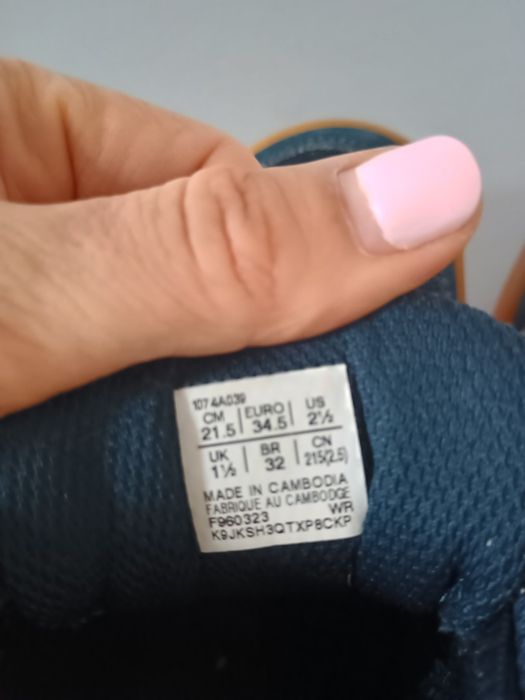 1074A039
CM EURO US
21.5 34.5 2½
UK BR CN
1½ 32 215(2.5)
MADE IN CAMBODIA
FABRIQUE AU CAMBODGE
F960323 WR
K9JKSH3QTXP8CKP